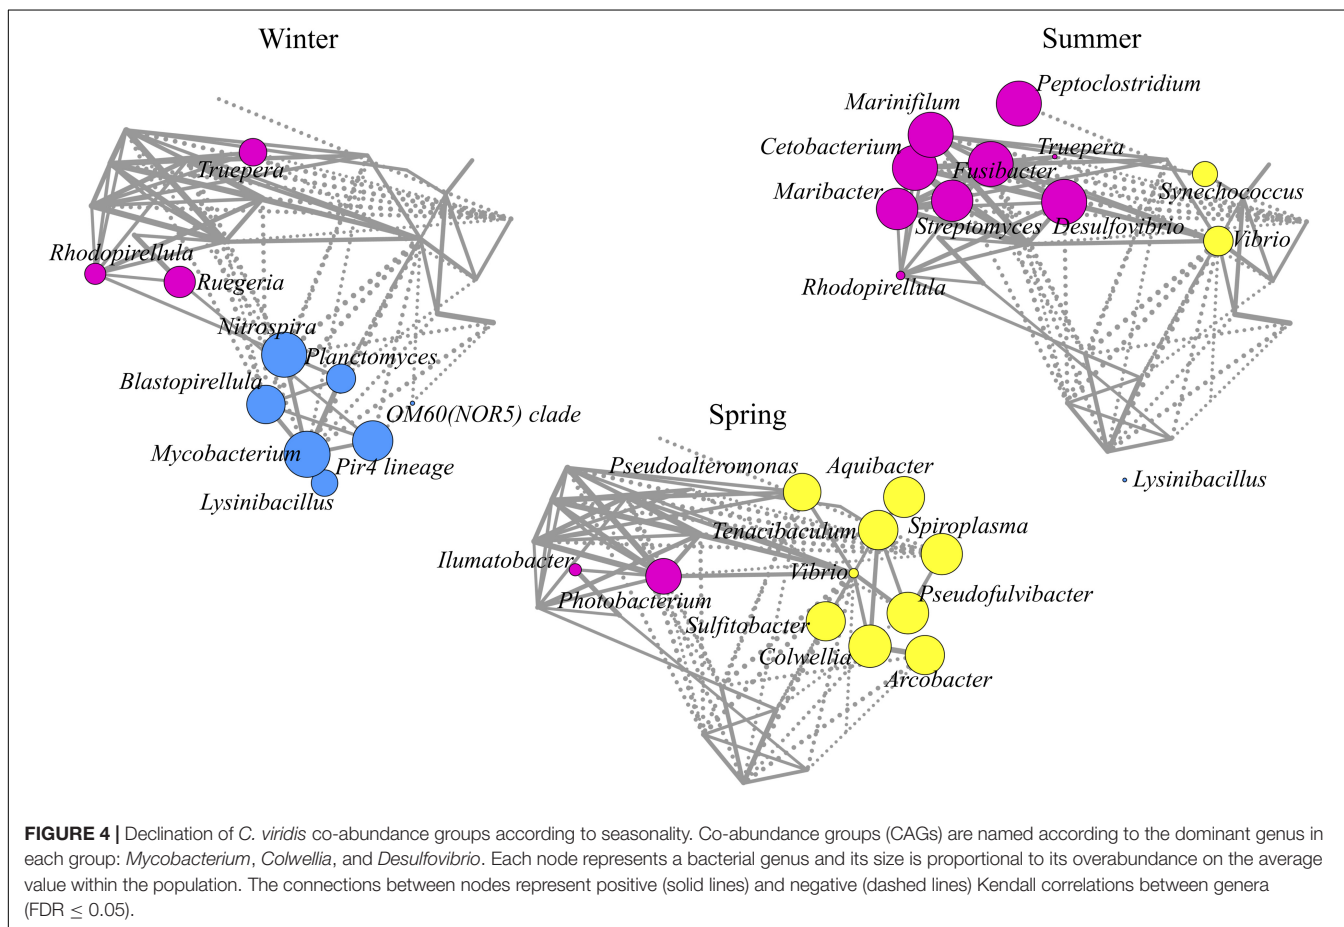 Winter
Truepera
Rhodopirellula
Ruegeria
Nitrospira
Planctomyces
Blastopirellula
OM60(NOR5) clade
Mycobacterium
Pir4 lineage
Lysinibacillus
Summer
Peptoclostridium
Marinifilum
Cetobacterium
Truepera
Fusibacter
Maribacter
Synechococcus
Streptomyces
Desulfovibrio
Vibrio
Rhodopirellula
Lysinibacillus
Spring
Pseudoalteromonas
Aquibacter
Tenacibaculum
Spiroplasma
Ilumatobacter
Vibrio
Photobacterium
Pseudofulvibacter
Sulfitobacter
Colwellia
Arcobacter
FIGURE 4 | Declination of C. viridis co-abundance groups according to seasonality. Co-abundance groups (CAGs) are named according to the dominant genus in
each group: Mycobacterium, Colwellia, and Desulfovibrio. Each node represents a bacterial genus and its size is proportional to its overabundance on the average
value within the population. The connections between nodes represent positive (solid lines) and negative (dashed lines) Kendall correlations between genera
(FDR ≤ 0.05).